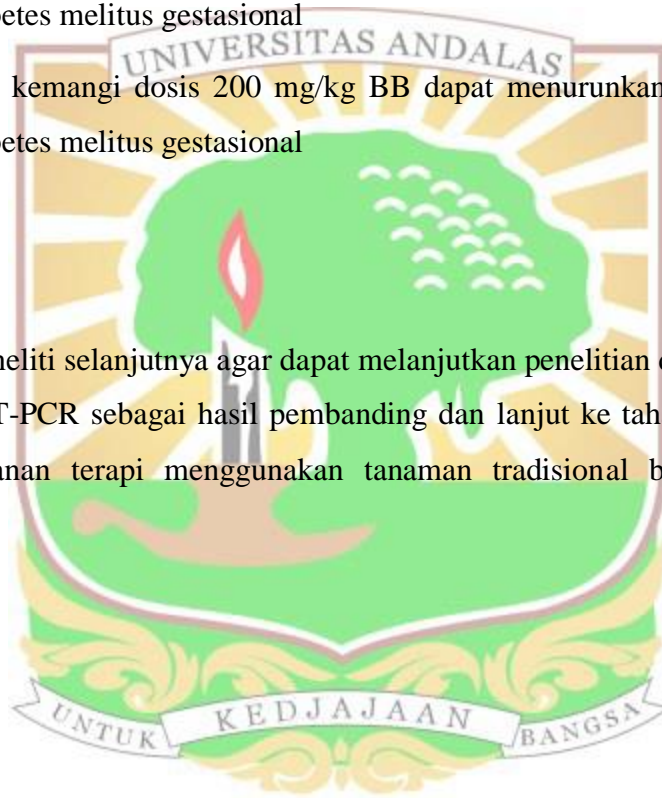 betes melitus gestasional
UNIVERSITAS ANDALAS
kemangi dosis 200 mg/kg BB dapat menurunkan
betes melitus gestasional
neliti selanjutnya agar dapat melanjutkan penelitian
T-PCR sebagai hasil pembanding dan lanjut ke tah
anan terapi menggunakan tanaman tradisional b
UNTUK KEDJAJAAN BANGSA